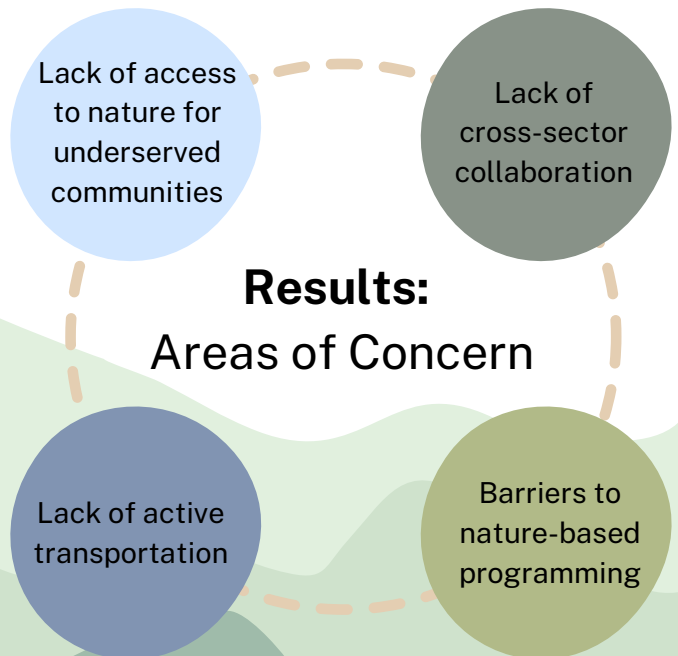 Lack of access
to nature for
underserved
communities
Lack of
cross-sector
collaboration
Results:
Areas of Concern
Lack of active
transportation
Barriers to
nature-based
programming